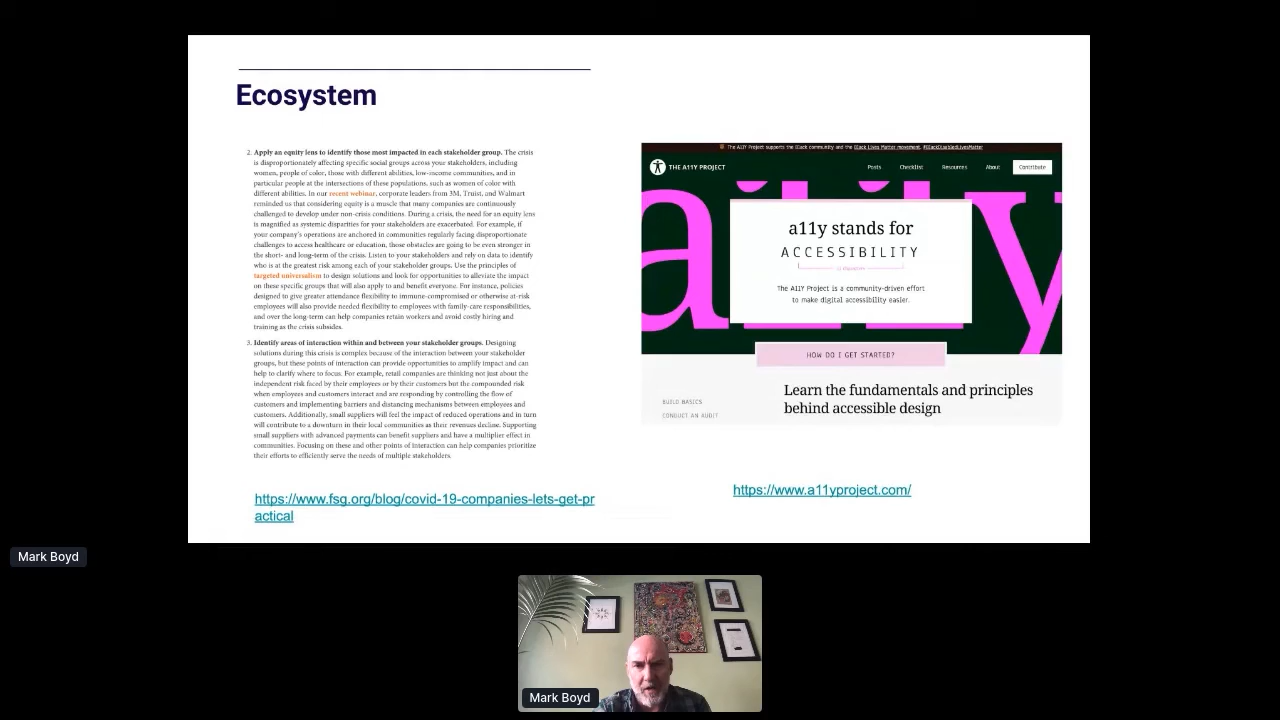 Ecosystem
2. Apply an equity lens to identify those most impacted in each stakeholder group. The crisis
is disproportionately affecting specific social groups across your stakeholders, including
women, people of color, those with different abilities, low-income communities, and in
particular people at the intersections of these populations, such as women of color with
different abilities. In our recent webinar, corporate leaders from 3M, Truist, and Walmart
reminded us that considering equity is a muscle that many companies are continuously
challenged to develop under non-crisis conditions. During a crisis, the need for an equity lens
is magnified as systemic disparities for your stakeholders are exacerbated. For example, if
your company's operations are anchored in communities regularly facing disproportionate
challenges to access healthcare or education, those obstacles are going to be even stronger in
the short- and long-term of the crisis. Listen to your stakeholders and rely on data to identify
who is at the greatest risk among each of your stakeholder groups. Use the principles of
targeted universalism to design solutions and look for opportunities to alleviate the impact
on these specific groups that will also apply to and benefit everyone. For instance, policies
designed to give greater attendance flexibility to immune-compromised or otherwise at-risk
employees will also provide needed flexibility to employees with family-care responsibilities,
and over the long-term can help companies retain workers and avoid costly hiring and
training as the crisis subsides.
3. Identify areas of interaction within and between your stakeholder groups. Designing
solutions during this crisis is complex because of the interaction between your stakeholder
groups, but these points of interaction can provide opportunities to amplify impact and can
help to clarify where to focus. For example, retail companies are thinking not just about the
independent risk faced by their employees or by their customers but the compounded risk
when employees and customers interact and are responding by controlling the flow of
customers and implementing barriers and distancing mechanisms between employees and
customers. Additionally, small suppliers will feel the impact of reduced operations and in turn
will contribute to a downturn in their local communities as their revenues decline. Supporting
small suppliers with advanced payments can benefit suppliers and have a multiplier effect in
communities. Focusing on these and other points of interaction can help companies prioritize
their efforts to efficiently serve the needs of multiple stakeholders.
https://www.fsg.org/blog/covid-19-companies-lets-get-pr
actical
The A11Y Project supports the Black community and the Black Lives Matter movement. #BlackDisabledLivesMatter
THE A11Y PROJECT
Posts Checklist Resources About Contribute
a11y
a11y stands for
ACCESSIBILITY
The A11Y Project is a community-driven effort
to make digital accessibility easier.
HOW DO I GET STARTED?
Learn the fundamentals and principles
behind accessible design
BUILD BASICS
CONDUCT AN AUDIT
https://www.a11yproject.com/
Mark Boyd
Mark Boyd